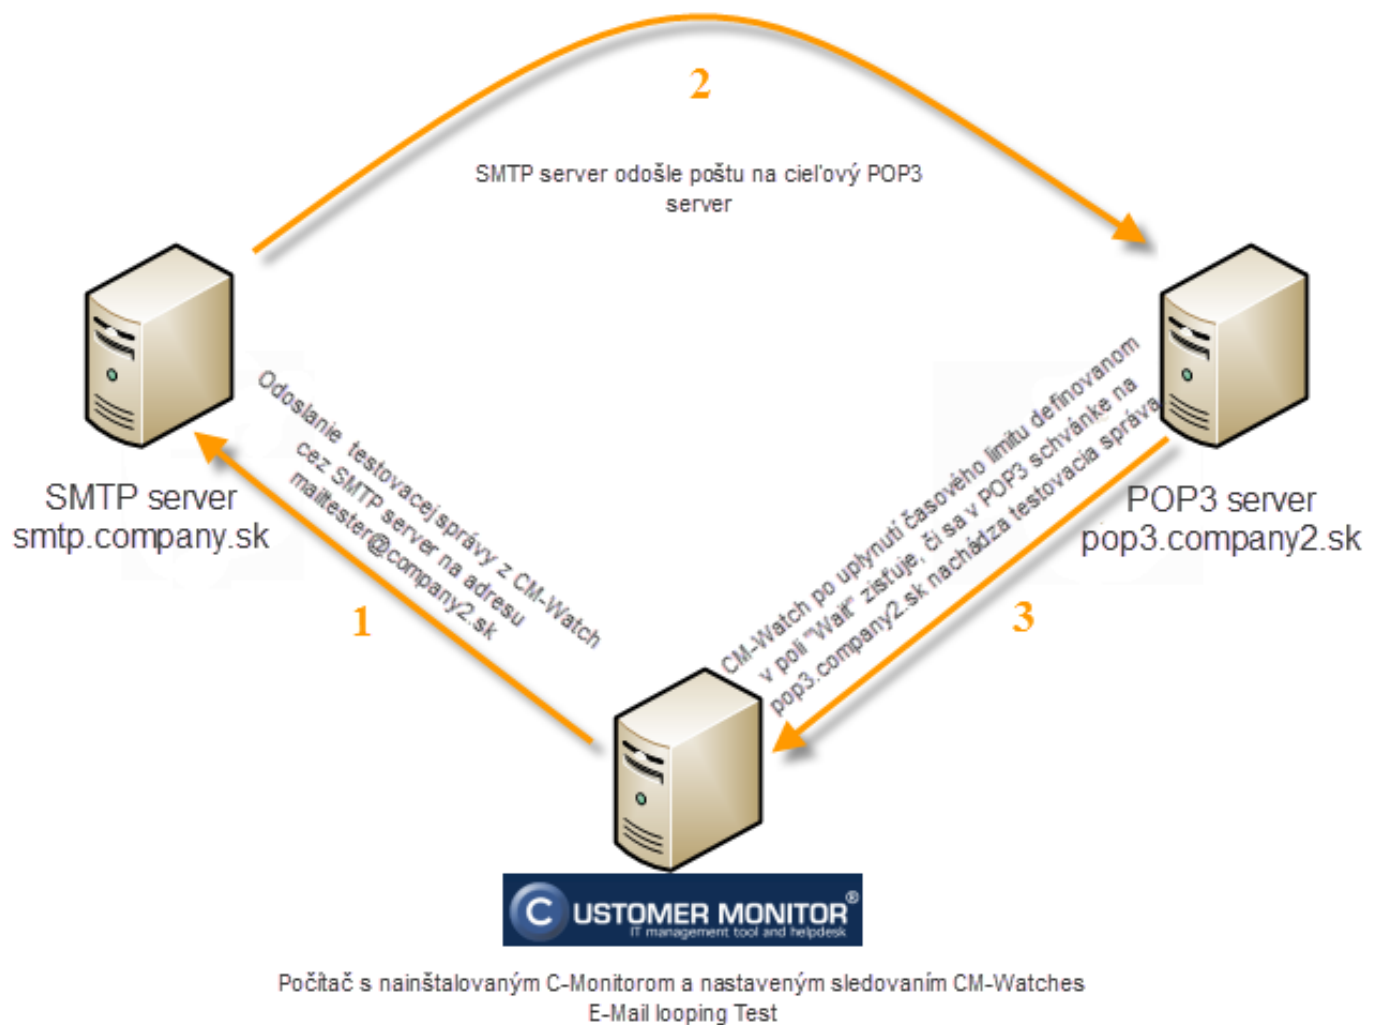 2
SMTP server odošle poštu na cieľový POP3
server
SMTP server
smtp.company.sk
Odoslanie testovacej správy z CM-Watch
cez SMTP server na adresu
mailtester@company2.sk
1
CM-Watch po uplynutí časového limitu definovanom
v poli "Wait" zisťuje, či sa v POP3 schvánke na
pop3.company2.sk nachádza testovacia správa
3
POP3 server
pop3.company2.sk
CUSTOMER MONITOR®
IT management tool and helpdesk
Počítač s nainštalovaným C-Monitorom a nastaveným sledovaním CM-Watches
E-Mail looping Test